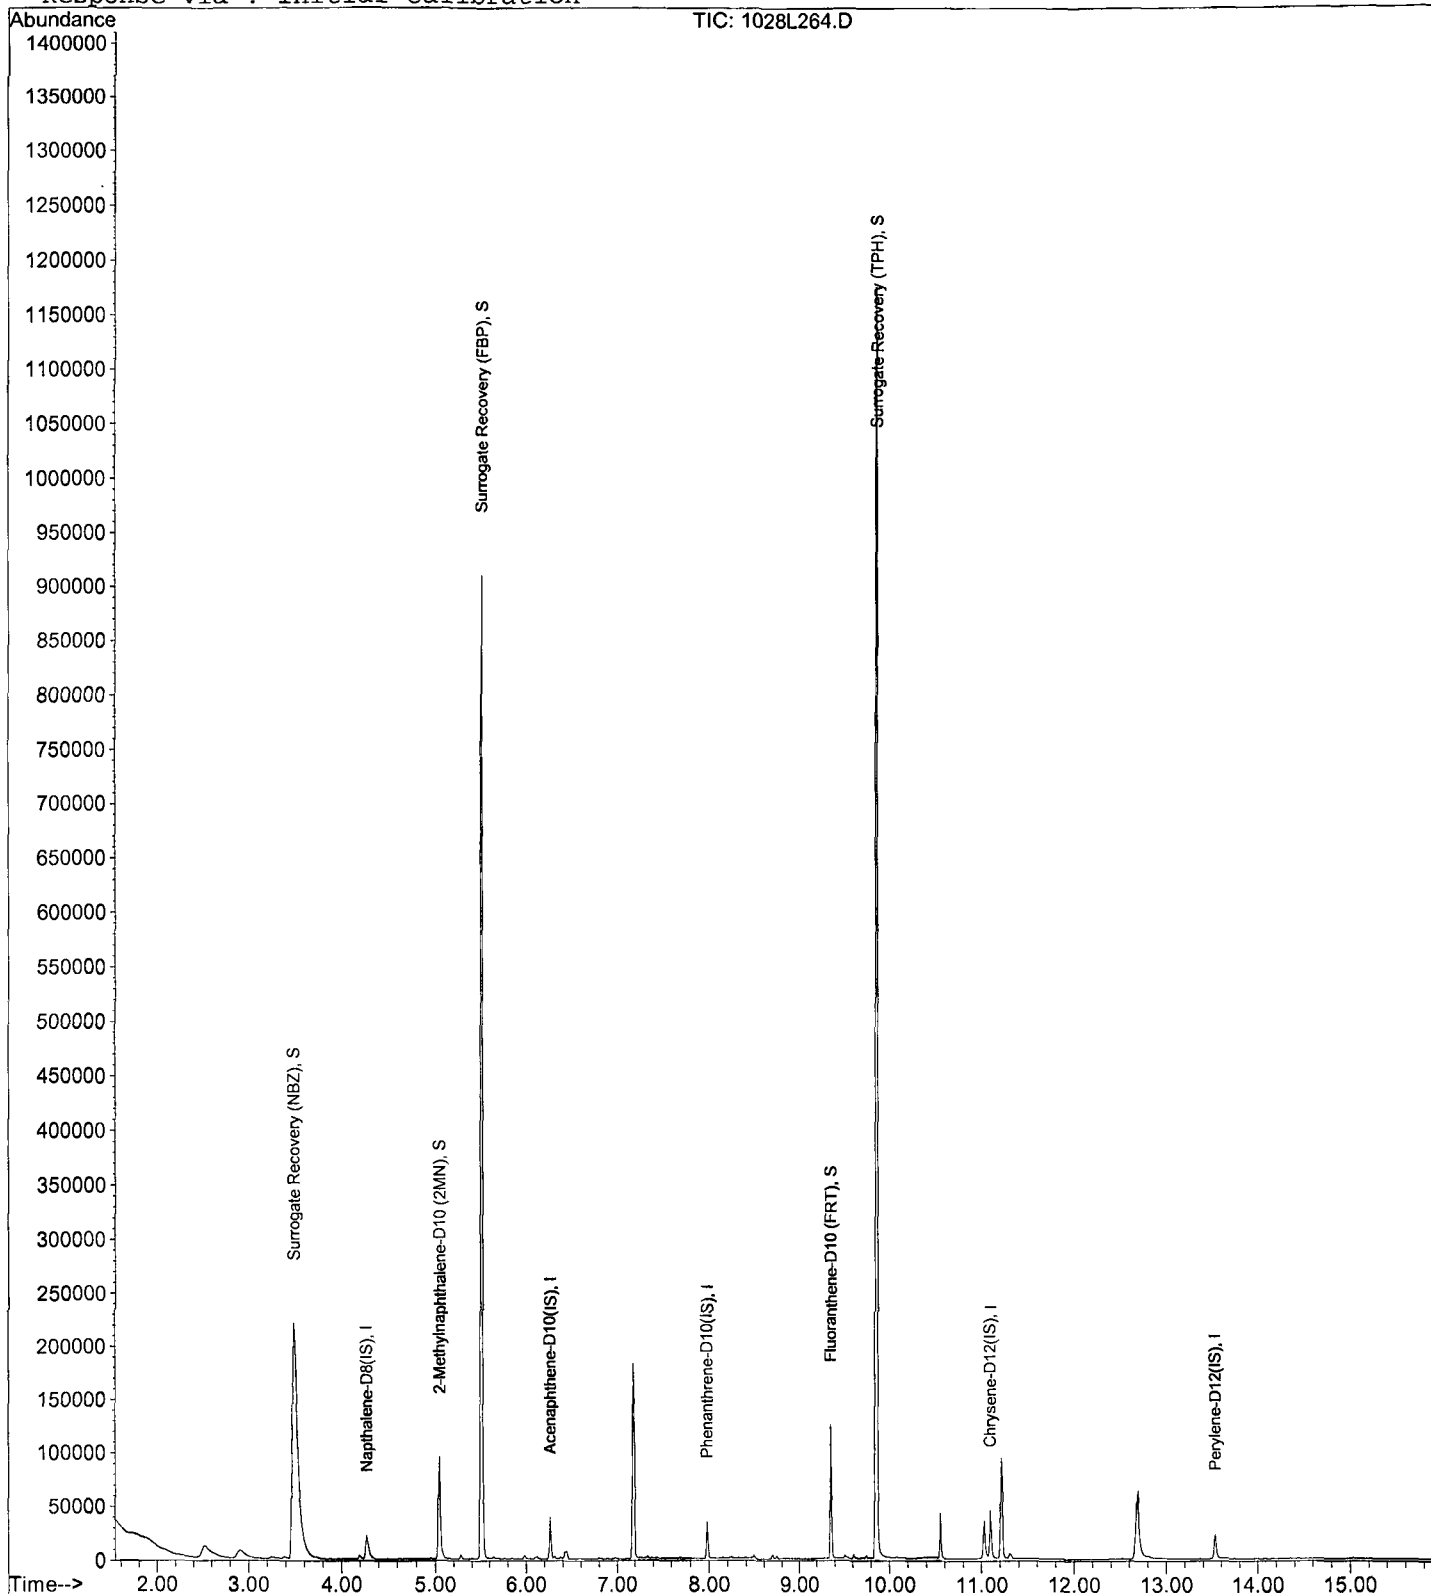 Response via : Initial Calibration
Abundance
TIC: 1028L264.D
1400000
1350000
1300000
1250000
1200000
1150000
1100000
1050000
1000000
950000
900000
850000
800000
750000
700000
650000
600000
550000
500000
450000
400000
350000
300000
250000
200000
150000
100000
50000
0
Surrogate Recovery (NBZ), S
Napthalene-D8(IS), I
2-Methylnaphthalene-D10 (2MN), S
Surrogate Recovery (FBP), S
Acenaphthene-D10(IS), I
Phenanthrene-D10(IS), I
Fluoranthene-D10 (FRT), S
Surrogate Recovery (TPH), S
Chrysene-D12(IS), I
Perylene-D12(IS), I
Time-->
2.00 3.00 4.00 5.00 6.00 7.00 8.00 9.00 10.00 11.00 12.00 13.00 14.00 15.00